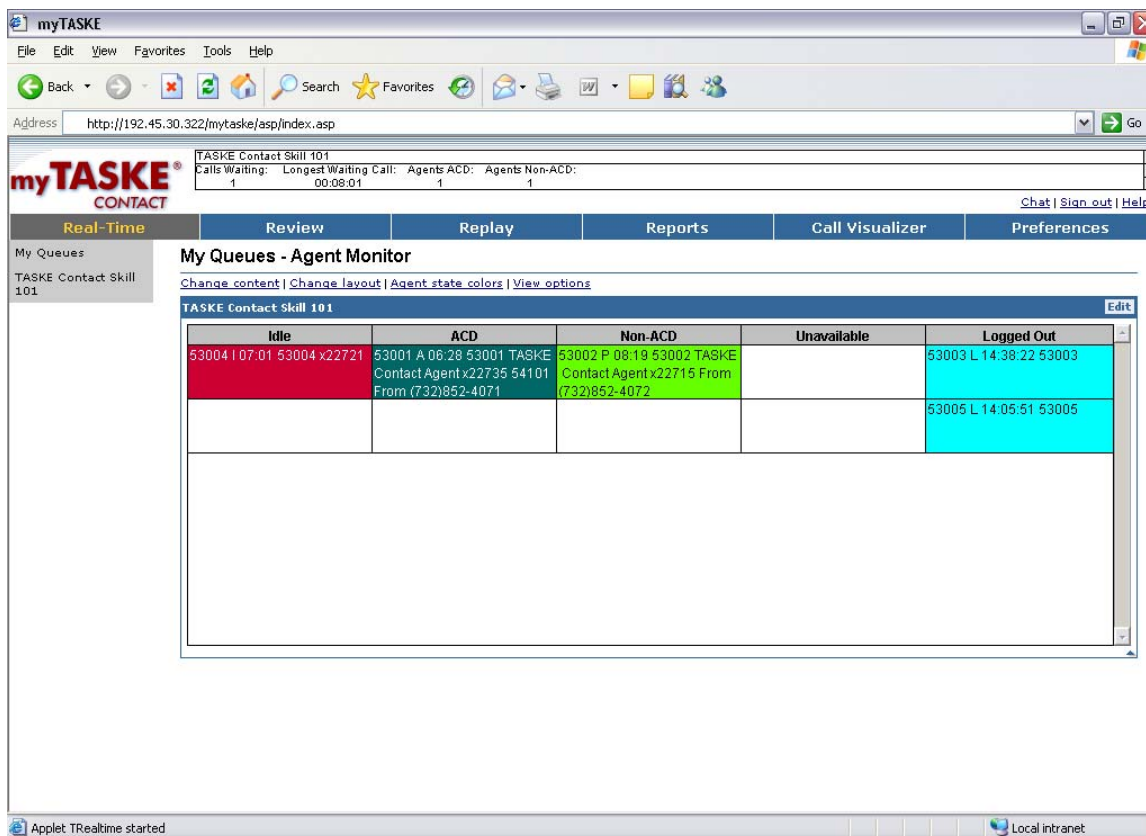 myTASKE
File Edit View Favorites Tools Help
Back Search Favorites
Address http://192.45.30.322/mytaske/asp/index.asp Go
TASKE Contact Skill 101
Calls Waiting: Longest Waiting Call: Agents ACD: Agents Non-ACD:
1 00:08:01 1 1
myTASKE®
CONTACT
Chat | Sign out | Help
Real-Time Review Replay Reports Call Visualizer Preferences
My Queues
TASKE Contact Skill
101
My Queues - Agent Monitor
Change content | Change layout | Agent state colors | View options
TASKE Contact Skill 101 Edit
Idle ACD Non-ACD Unavailable Logged Out
53004 I 07:01 53004 x22721
53001 A 06:28 53001 TASKE
Contact Agent x22735 54101
From (732)852-4071
53002 P 08:19 53002 TASKE
Contact Agent x22715 From
(732)852-4072
53003 L 14:38:22 53003
53005 L 14:05:51 53005
Applet TRealtime started Local intranet